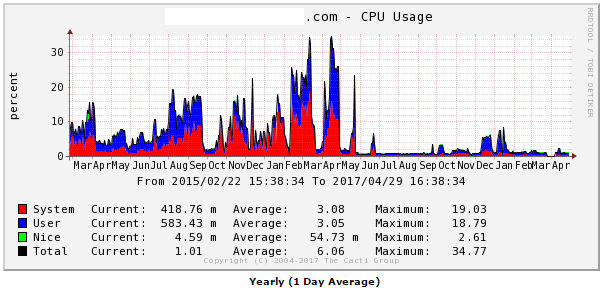 .com - CPU Usage
RRDTOOL / TOBI OETIKER
percent
30
20
10
0
Mar Apr May Jun Jul Aug Sep Oct Nov Dec Jan Feb Mar Apr May Jun Jul Aug Sep Oct Nov Dec Jan Feb Mar Apr
From 2015/02/22 15:38:34 To 2017/04/29 16:38:34
System Current: 418.76 m Average: 3.08 Maximum: 19.03
User Current: 583.43 m Average: 3.05 Maximum: 18.79
Nice Current: 4.59 m Average: 54.73 m Maximum: 2.61
Total Current: 1.01 Average: 6.06 Maximum: 34.77
Copyright (C) 2004-2017 The Cacti Group
Yearly (1 Day Average)